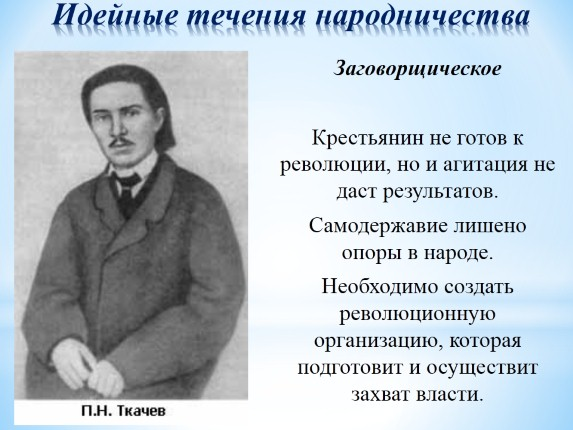 Идейные течения народничества
Заговорщическое
Крестьянин не готов к
революции, но и агитация не
даст результатов.
Самодержавие лишено
опоры в народе.
Необходимо создать
революционную
организацию, которая
подготовит и осуществит
захват власти.
П.Н. Ткачев